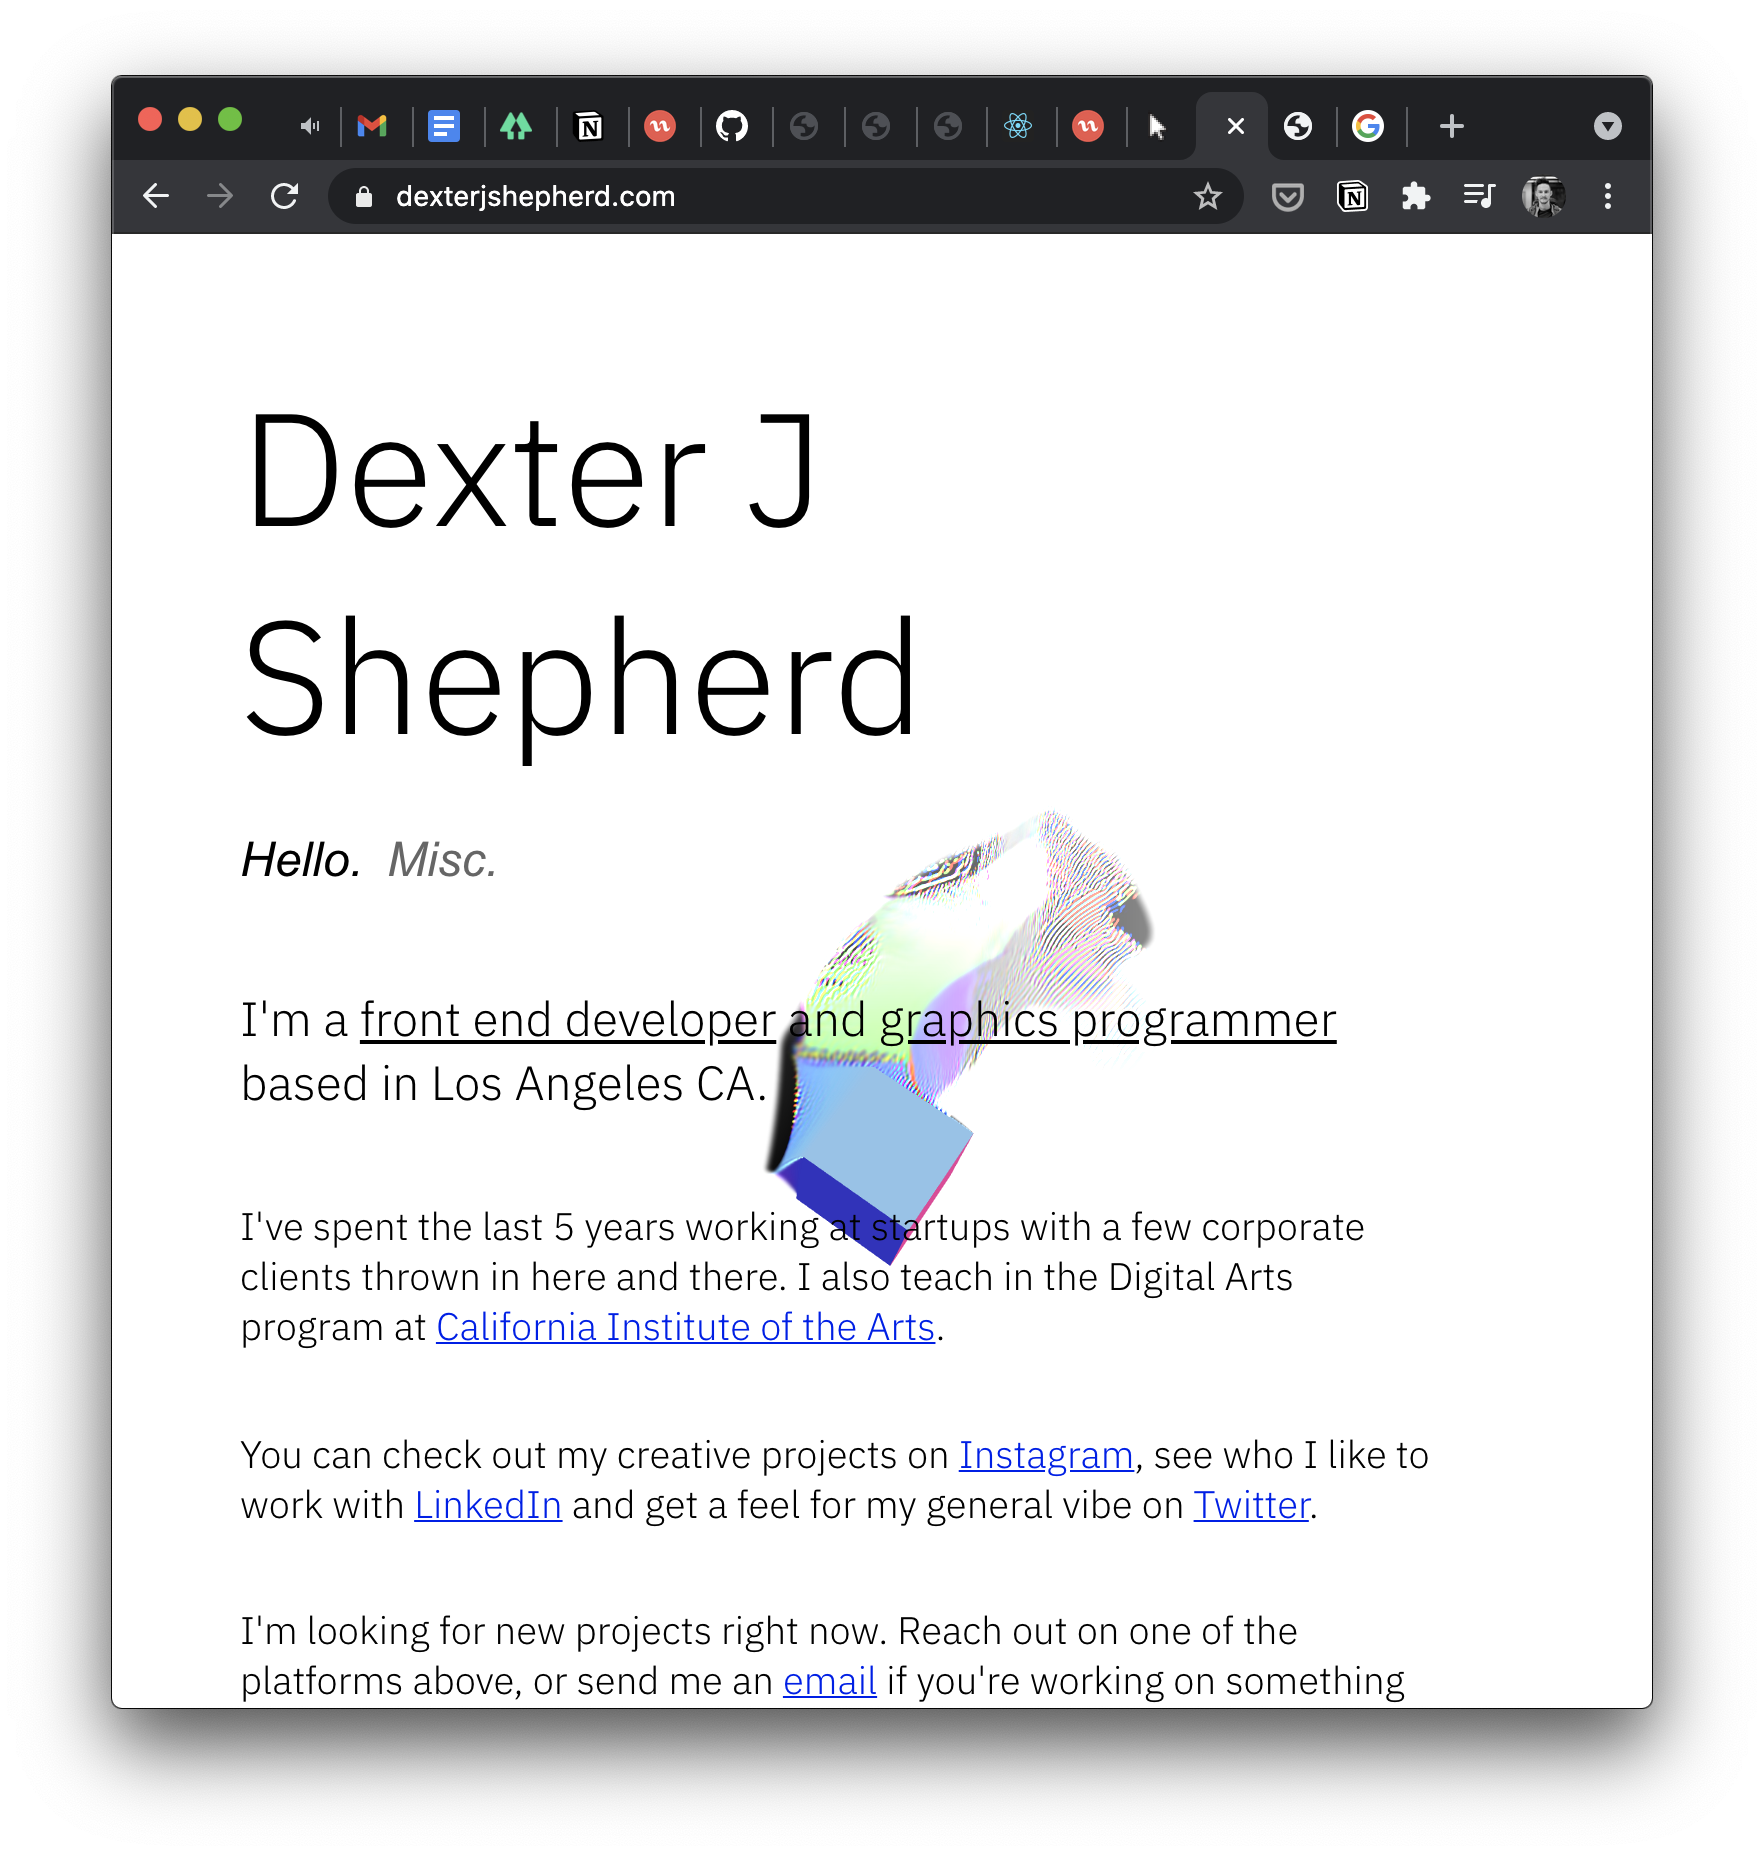 dexterjshepherd.com
Dexter J
Shepherd
Hello. Misc.
I'm a front end developer and graphics programmer
based in Los Angeles CA.
I've spent the last 5 years working at startups with a few corporate
clients thrown in here and there. I also teach in the Digital Arts
program at California Institute of the Arts.
You can check out my creative projects on Instagram, see who I like to
work with LinkedIn and get a feel for my general vibe on Twitter.
I'm looking for new projects right now. Reach out on one of the
platforms above, or send me an email if you're working on something